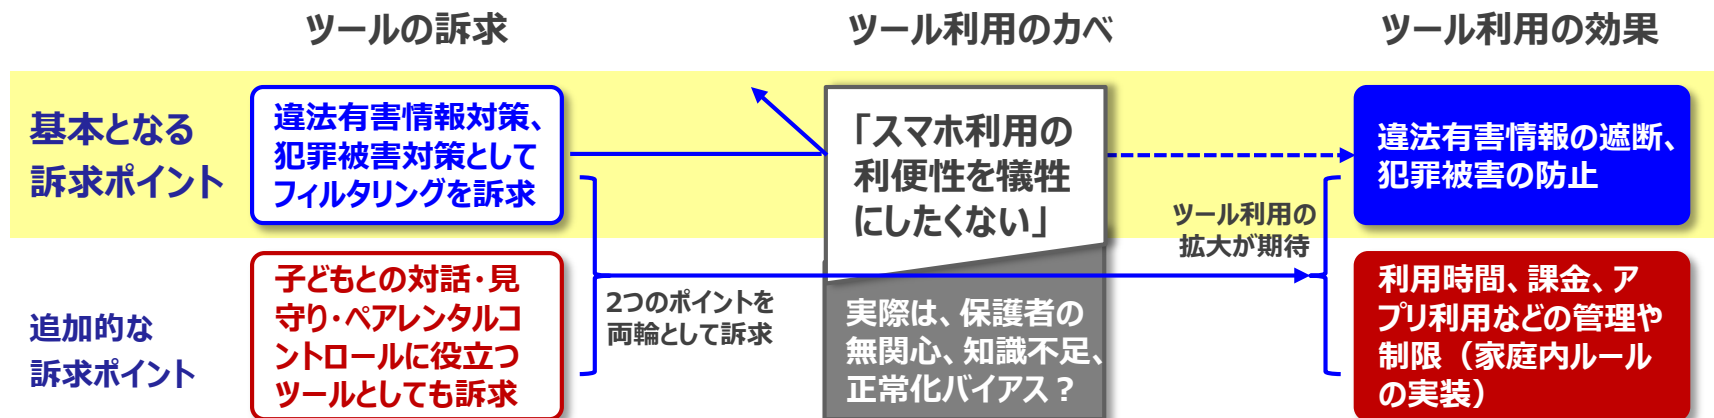 ツールの訴求
ツール利用のカベ
ツール利用の効果
基本となる
訴求ポイント
違法有害情報対策、
犯罪被害対策として
フィルタリングを訴求
「スマホ利用の
利便性を犠牲
にしたくない」
違法有害情報の遮断、
犯罪被害の防止
ツール利用の
拡大が期待
追加的な
訴求ポイント
子どもとの対話・見
守り・ペアレンタルコ
ントロールに役立つ
ツールとしても訴求
2つのポイントを
両輪として訴求
実際は、保護者の
無関心、知識不足、
正常化バイアス？
利用時間、課金、ア
プリ利用などの管理や
制限（家庭内ルール
の実装）